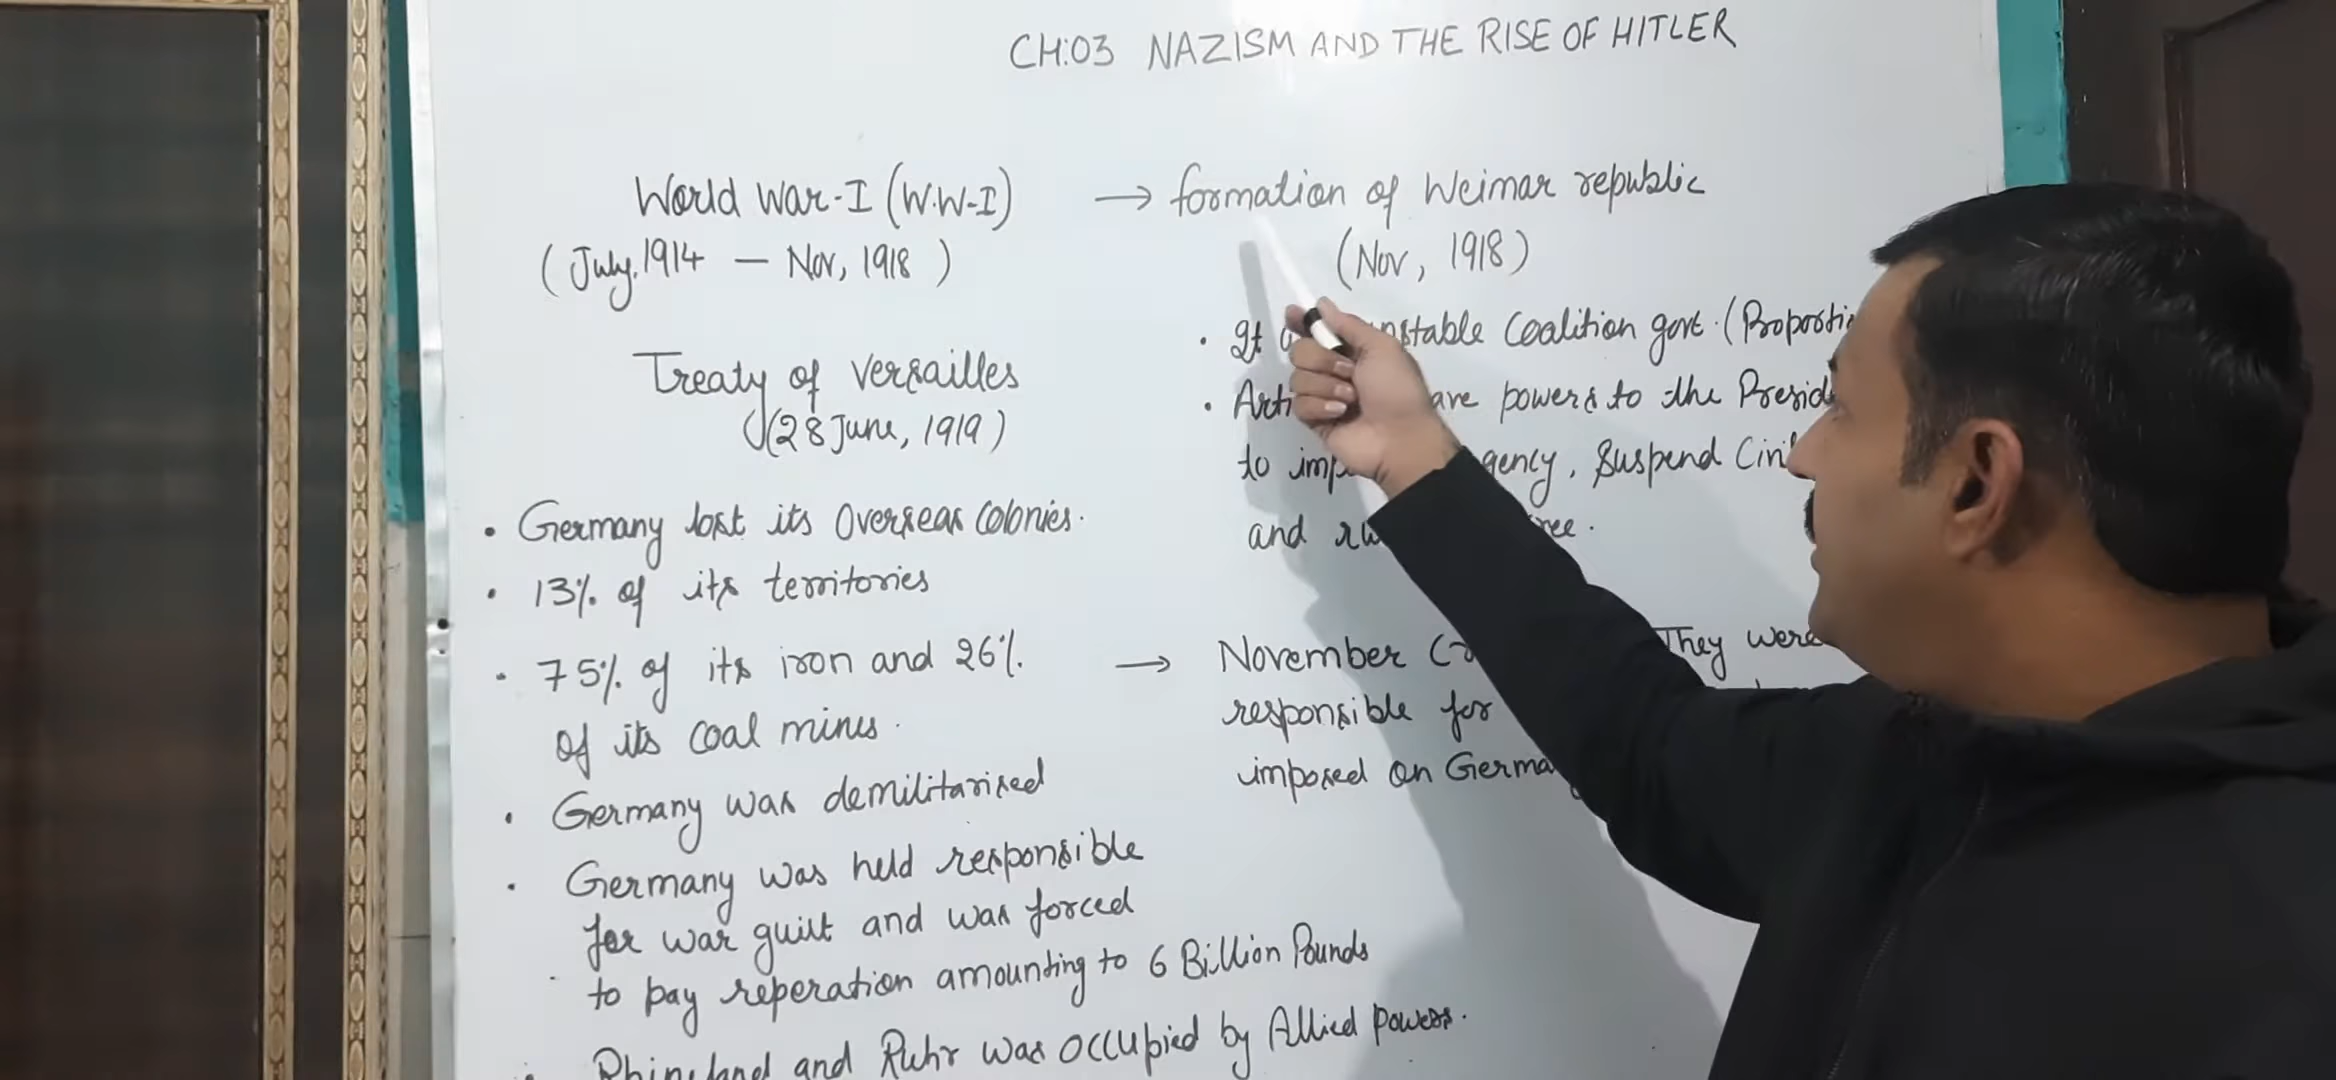 CH:03 NAZISM AND THE RISE OF HITLER
World War-I (W.W-I)
(July, 1914 — Nov, 1918)
Treaty of Versailles
(28 June, 1919)
• Germany lost its Overseas Colonies.
• 13% of its territories
• 75% of its iron and 26%
of its coal mines.
• Germany was demilitarised
• Germany was held responsible
for war guilt and was forced
to pay reperation amounting to 6 Billion Pounds
• Rhineland and Ruhr was occupied by Allied Powers.
→ formation of Weimar republic
(Nov, 1918)
• It Coalition govt. (
• powers to the
to Suspend
and
→ November They were
responsible for
imposed on